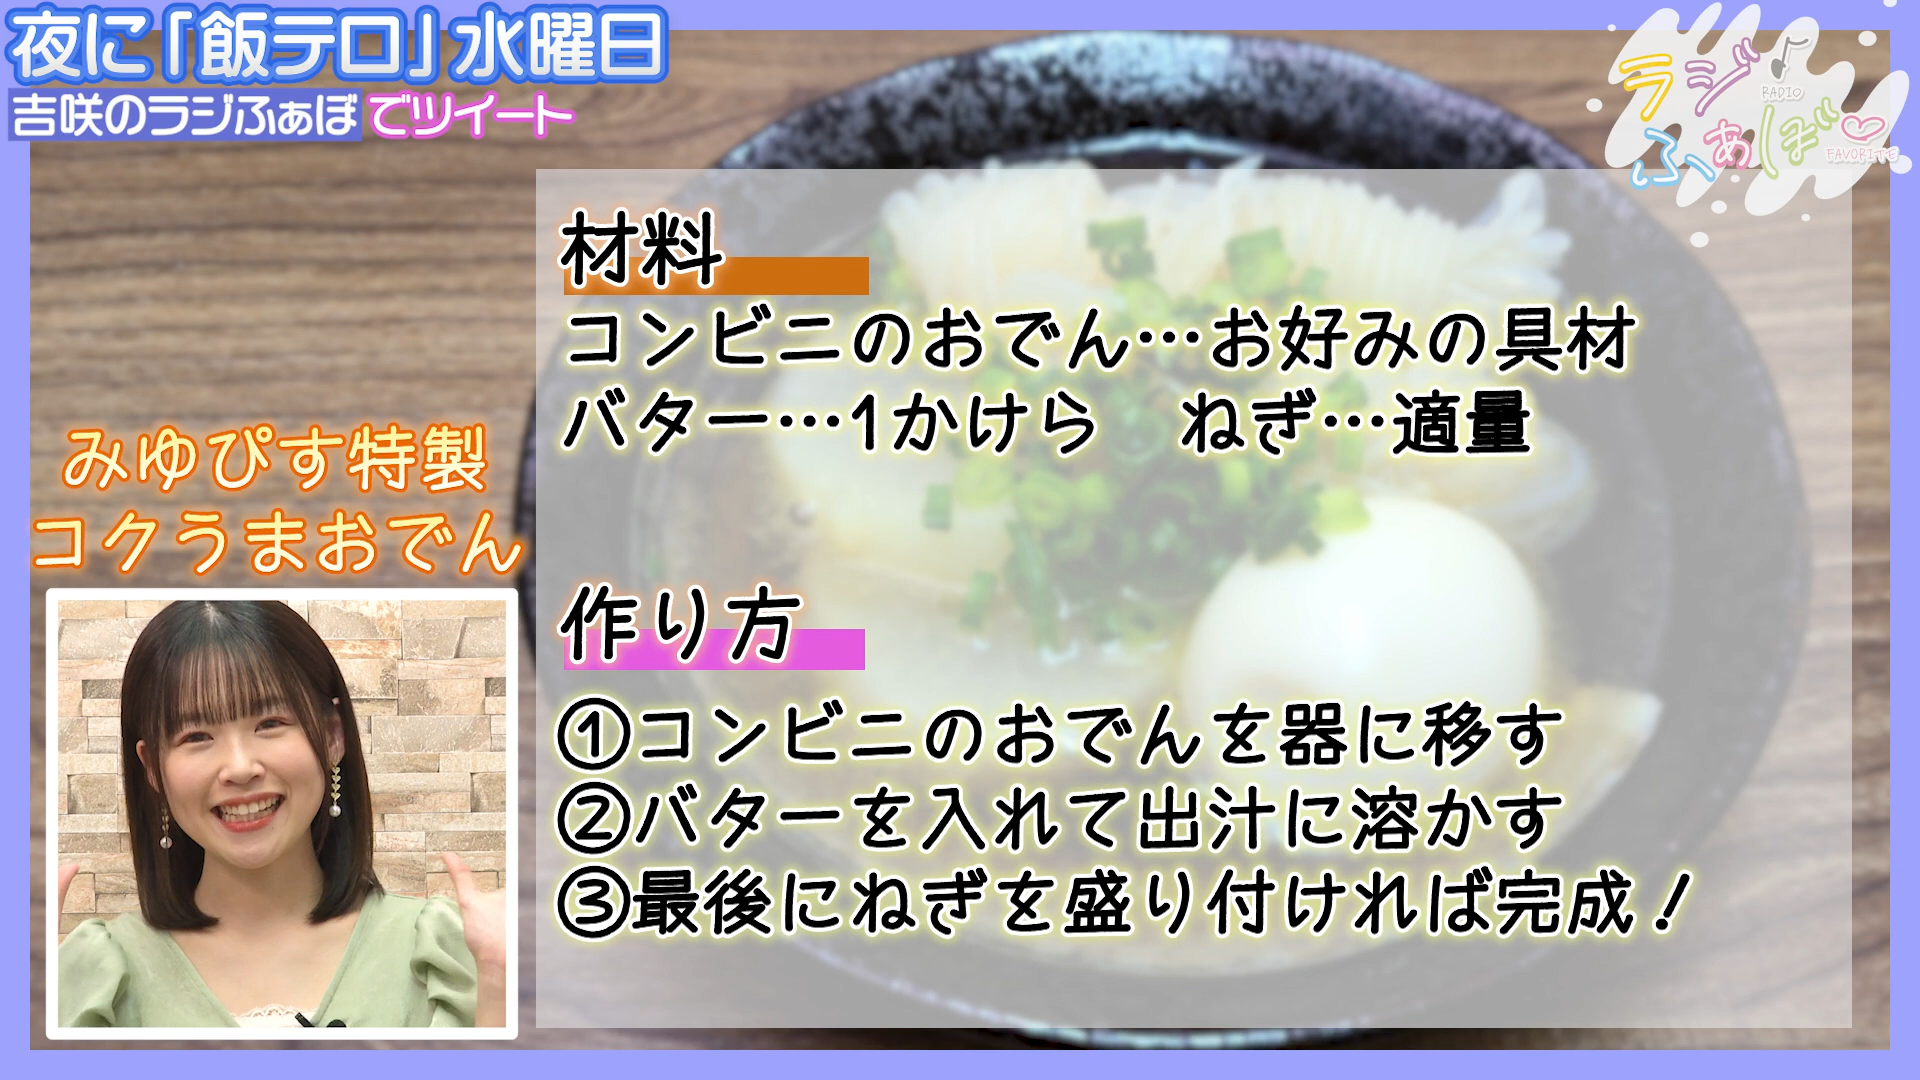 夜に「飯テロ」水曜日
吉咲のラジふぁぼでツイート
ラジ
RADIO
ふぁぼ
FAVORITE
材料
コンビニのおでん…お好みの具材
バター…1かけら　ねぎ…適量
みゆぴす特製
コクうまおでん
作り方
①コンビニのおでんを器に移す
②バターを入れて出汁に溶かす
③最後にねぎを盛り付ければ完成！